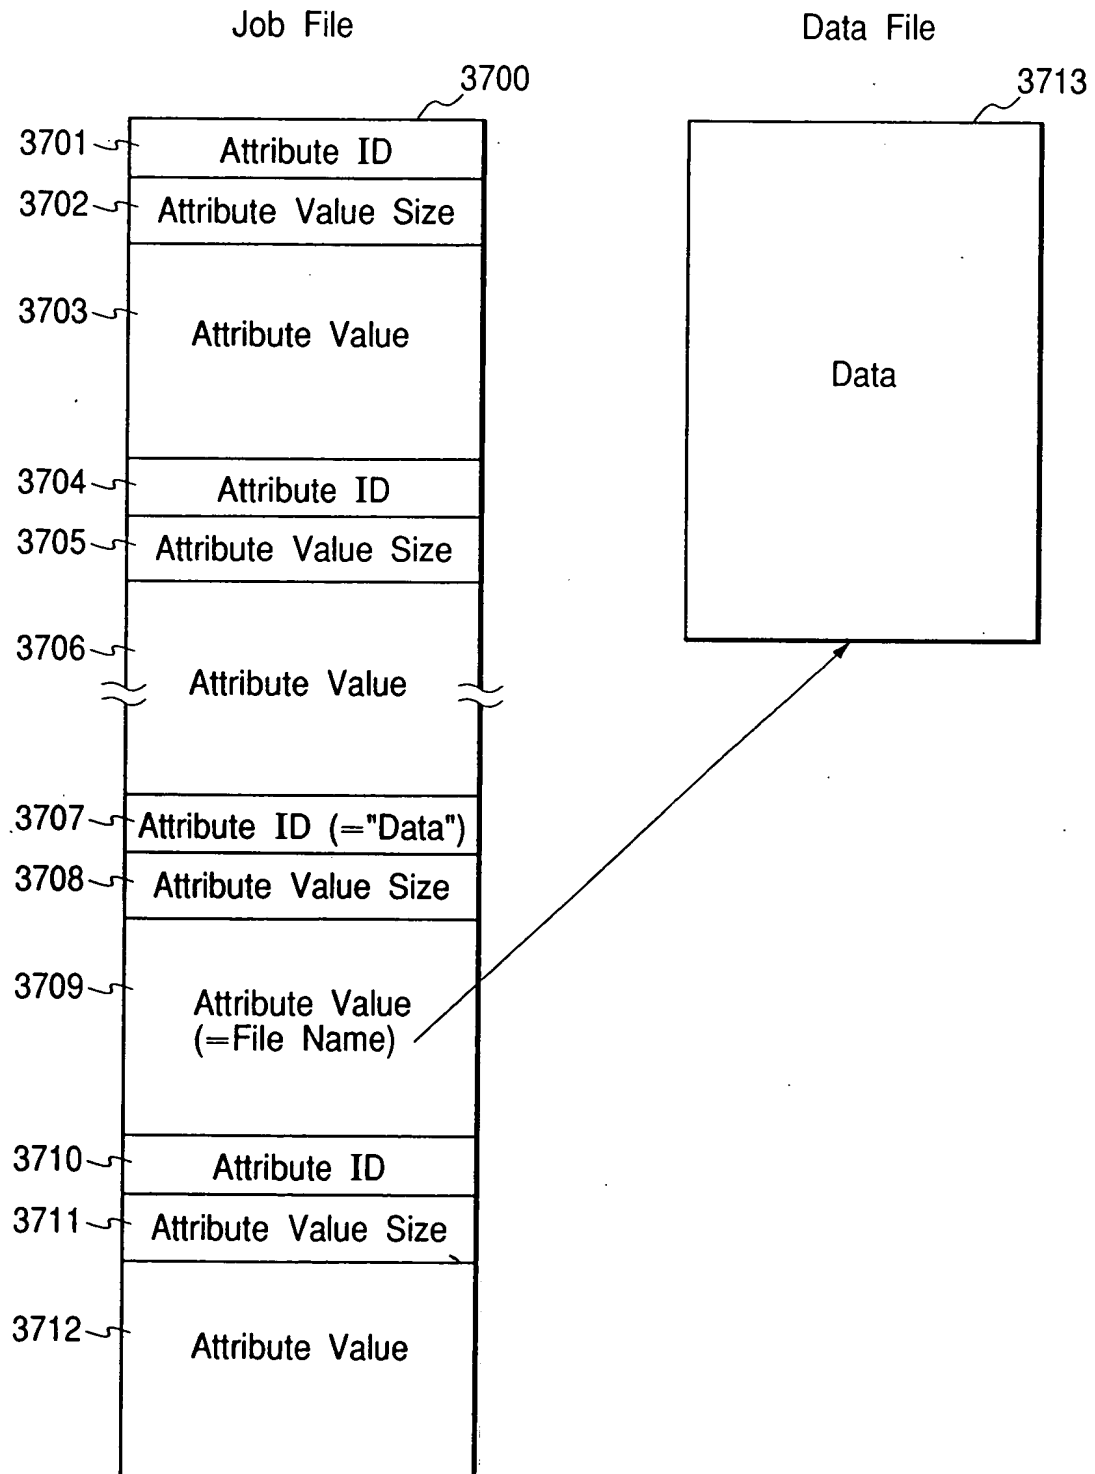 Job File
Data File
3700
3713
3701
Attribute ID
3702
Attribute Value Size
3703
Attribute Value
Data
3704
Attribute ID
3705
Attribute Value Size
3706
Attribute Value
3707
Attribute ID (="Data")
3708
Attribute Value Size
3709
Attribute Value
(=File Name)
3710
Attribute ID
3711
Attribute Value Size
3712
Attribute Value